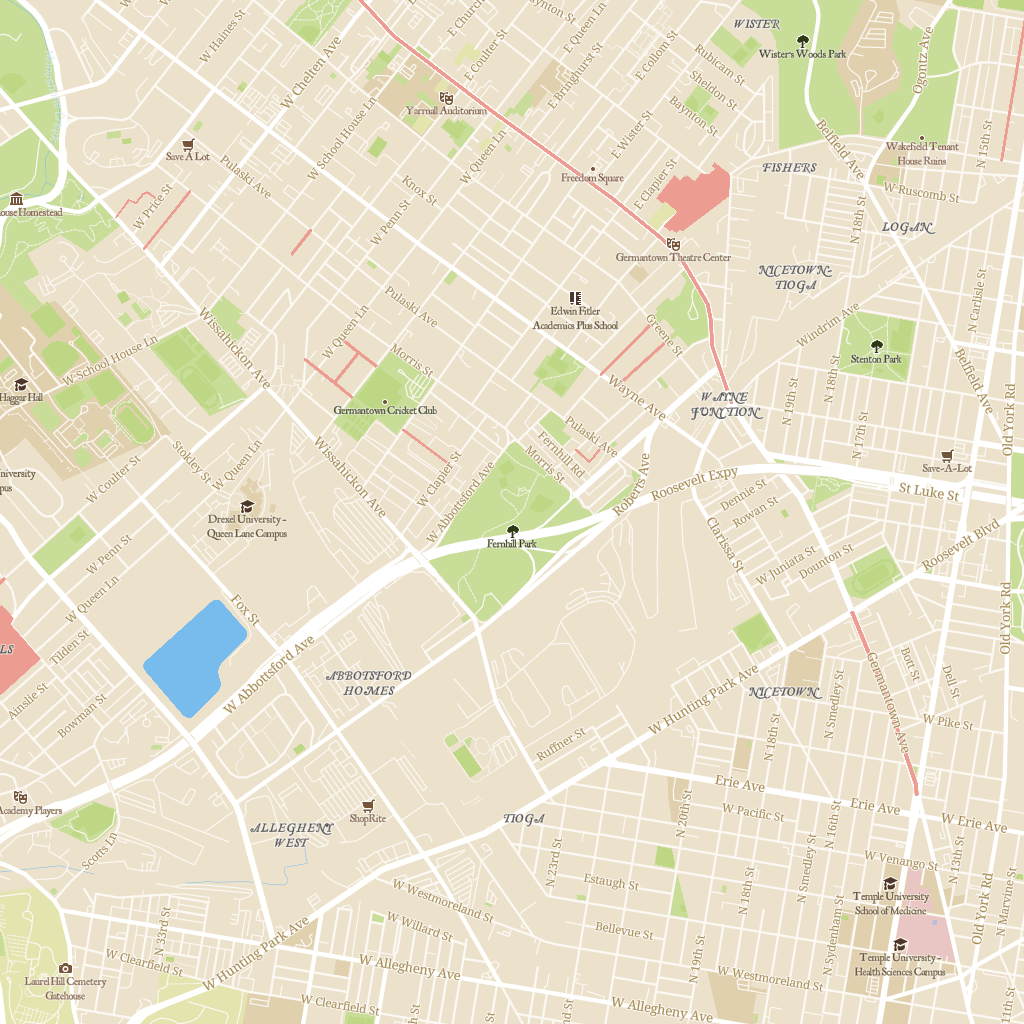 E Church
Baynton St
E Queen Ln
WISTER
Wister's Woods Park
W Haines St
E Coulter St
E Bringhurst St
E Collom St
Rubicam St
Sheldon St
Baynton St
Ogontz Ave
W Chelten Ave
Yarmal Auditorium
W School House Ln
W Queen Ln
E Wister St
Belfield Ave
N 15th St
Wakefield Tenant
House Ruins
Save A Lot
Pulaski Ave
Freedom Square
E Clapier St
FISHERS
W Ruscomb St
N 18th St
LOGAN
Knox St
W Price St
W Penn St
ouse Homestead
Germantown Theatre Center
NICETOWN-
TIOGA
N Carlisle St
Pulaski Ave
Edwin Fitler
Academics Plus School
Wissahickon Ave
W Queen Ln
Greene St
Windrim Ave
Stenton Park
W School House Ln
Morris St
Wayne Ave
Belfield Ave
Haggar Hall
Germantown Cricket Club
WAYNE
JUNCTION
N 19th St
N 18th St
N 17th St
Old York Rd
Pulaski Ave
Fernhill Rd
Morris St
Wissahickon Ave
Stokley St
W Queen Ln
W Coulter St
niversity
pus
W Clapier St
W Abbottsford Ave
Roberts Ave
Roosevelt Expy
Save-A-Lot
St Luke St
Dennie St
Rowan St
Drexel University -
Queen Lane Campus
Fernhill Park
Clarissa St
Roosevelt Blvd
W Penn St
W Juniata St
Dounton St
W Queen Ln
Fox St
Old York Rd
Tilden St
LS
W Abbottsford Ave
ABBOTSFORD
HOMES
Germantown Ave
Bott St
Dell St
Ainslie St
Bowman St
W Hunting Park Ave
NICETOWN
N Smedley St
N 18th St
W Pike St
Ruffner St
Academy Players
Erie Ave
Erie Ave
W Erie Ave
ShopRite
TIOGA
ALLEGHENY
WEST
N 20th St
W Pacific St
N 16th St
Scotts Ln
N 23rd St
W Venango St
N 13th St
Estaugh St
N 18th St
N Smedley St
Temple University
School of Medicine
Old York Rd
N Marvine St
W Westmoreland St
W Willard St
Bellevue St
N 33rd St
W Hunting Park Ave
N 19th St
N Sydenham St
Temple University -
Health Sciences Campus
W Clearfield St
W Allegheny Ave
W Westmoreland St
Laurel Hill Cemetery
Gatehouse
W Clearfield St
W Allegheny Ave
11th St